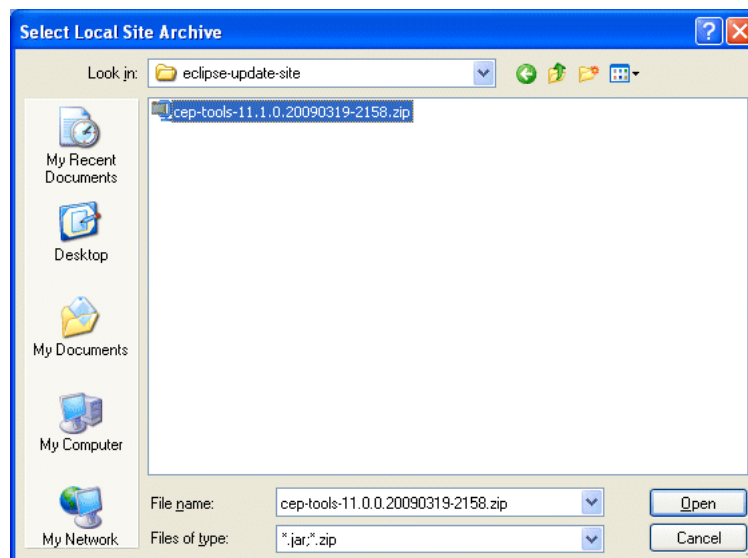 Select Local Site Archive
Look in: eclipse-update-site
cep-tools-11.1.0.20090319-2158.zip
My Recent
Documents
Desktop
My Documents
My Computer
My Network
File name: cep-tools-11.0.0.20090319-2158.zip Open
Files of type: *.jar;*.zip Cancel